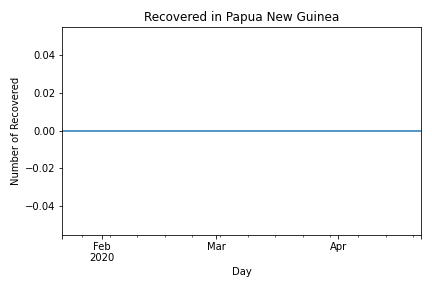 Recovered in Papua New Guinea
0.04
0.02
0.00
−0.02
−0.04
Number of Recovered
Feb
2020
Mar
Apr
Day